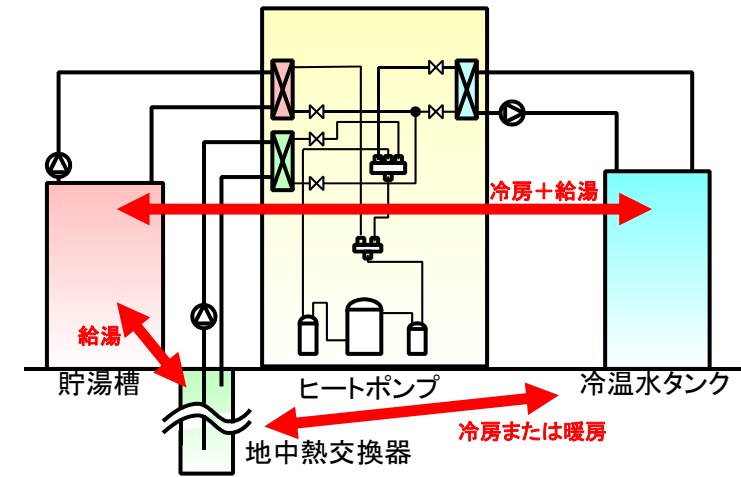 冷房＋給湯
給湯
貯湯槽
ヒートポンプ
冷温水タンク
冷房または暖房
地中熱交換器